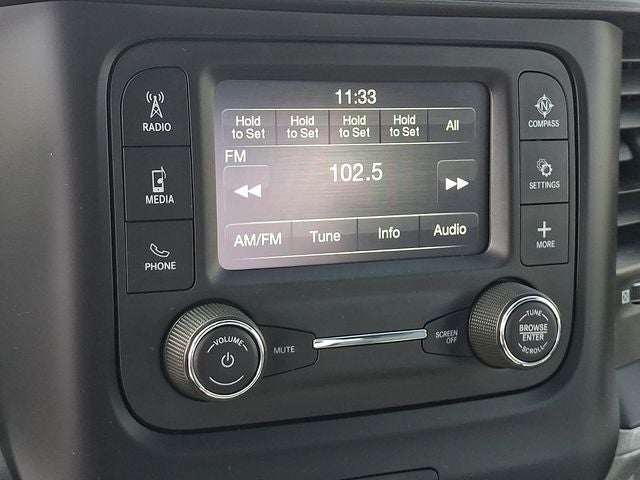 11:33
Hold to Set
Hold to Set
Hold to Set
Hold to Set
All
FM
102.5
AM/FM
Tune
Info
Audio
RADIO
MEDIA
PHONE
N
COMPASS
SETTINGS
MORE
VOLUME
MUTE
SCREEN
OFF
TUNE
BROWSE
ENTER
SCROLL